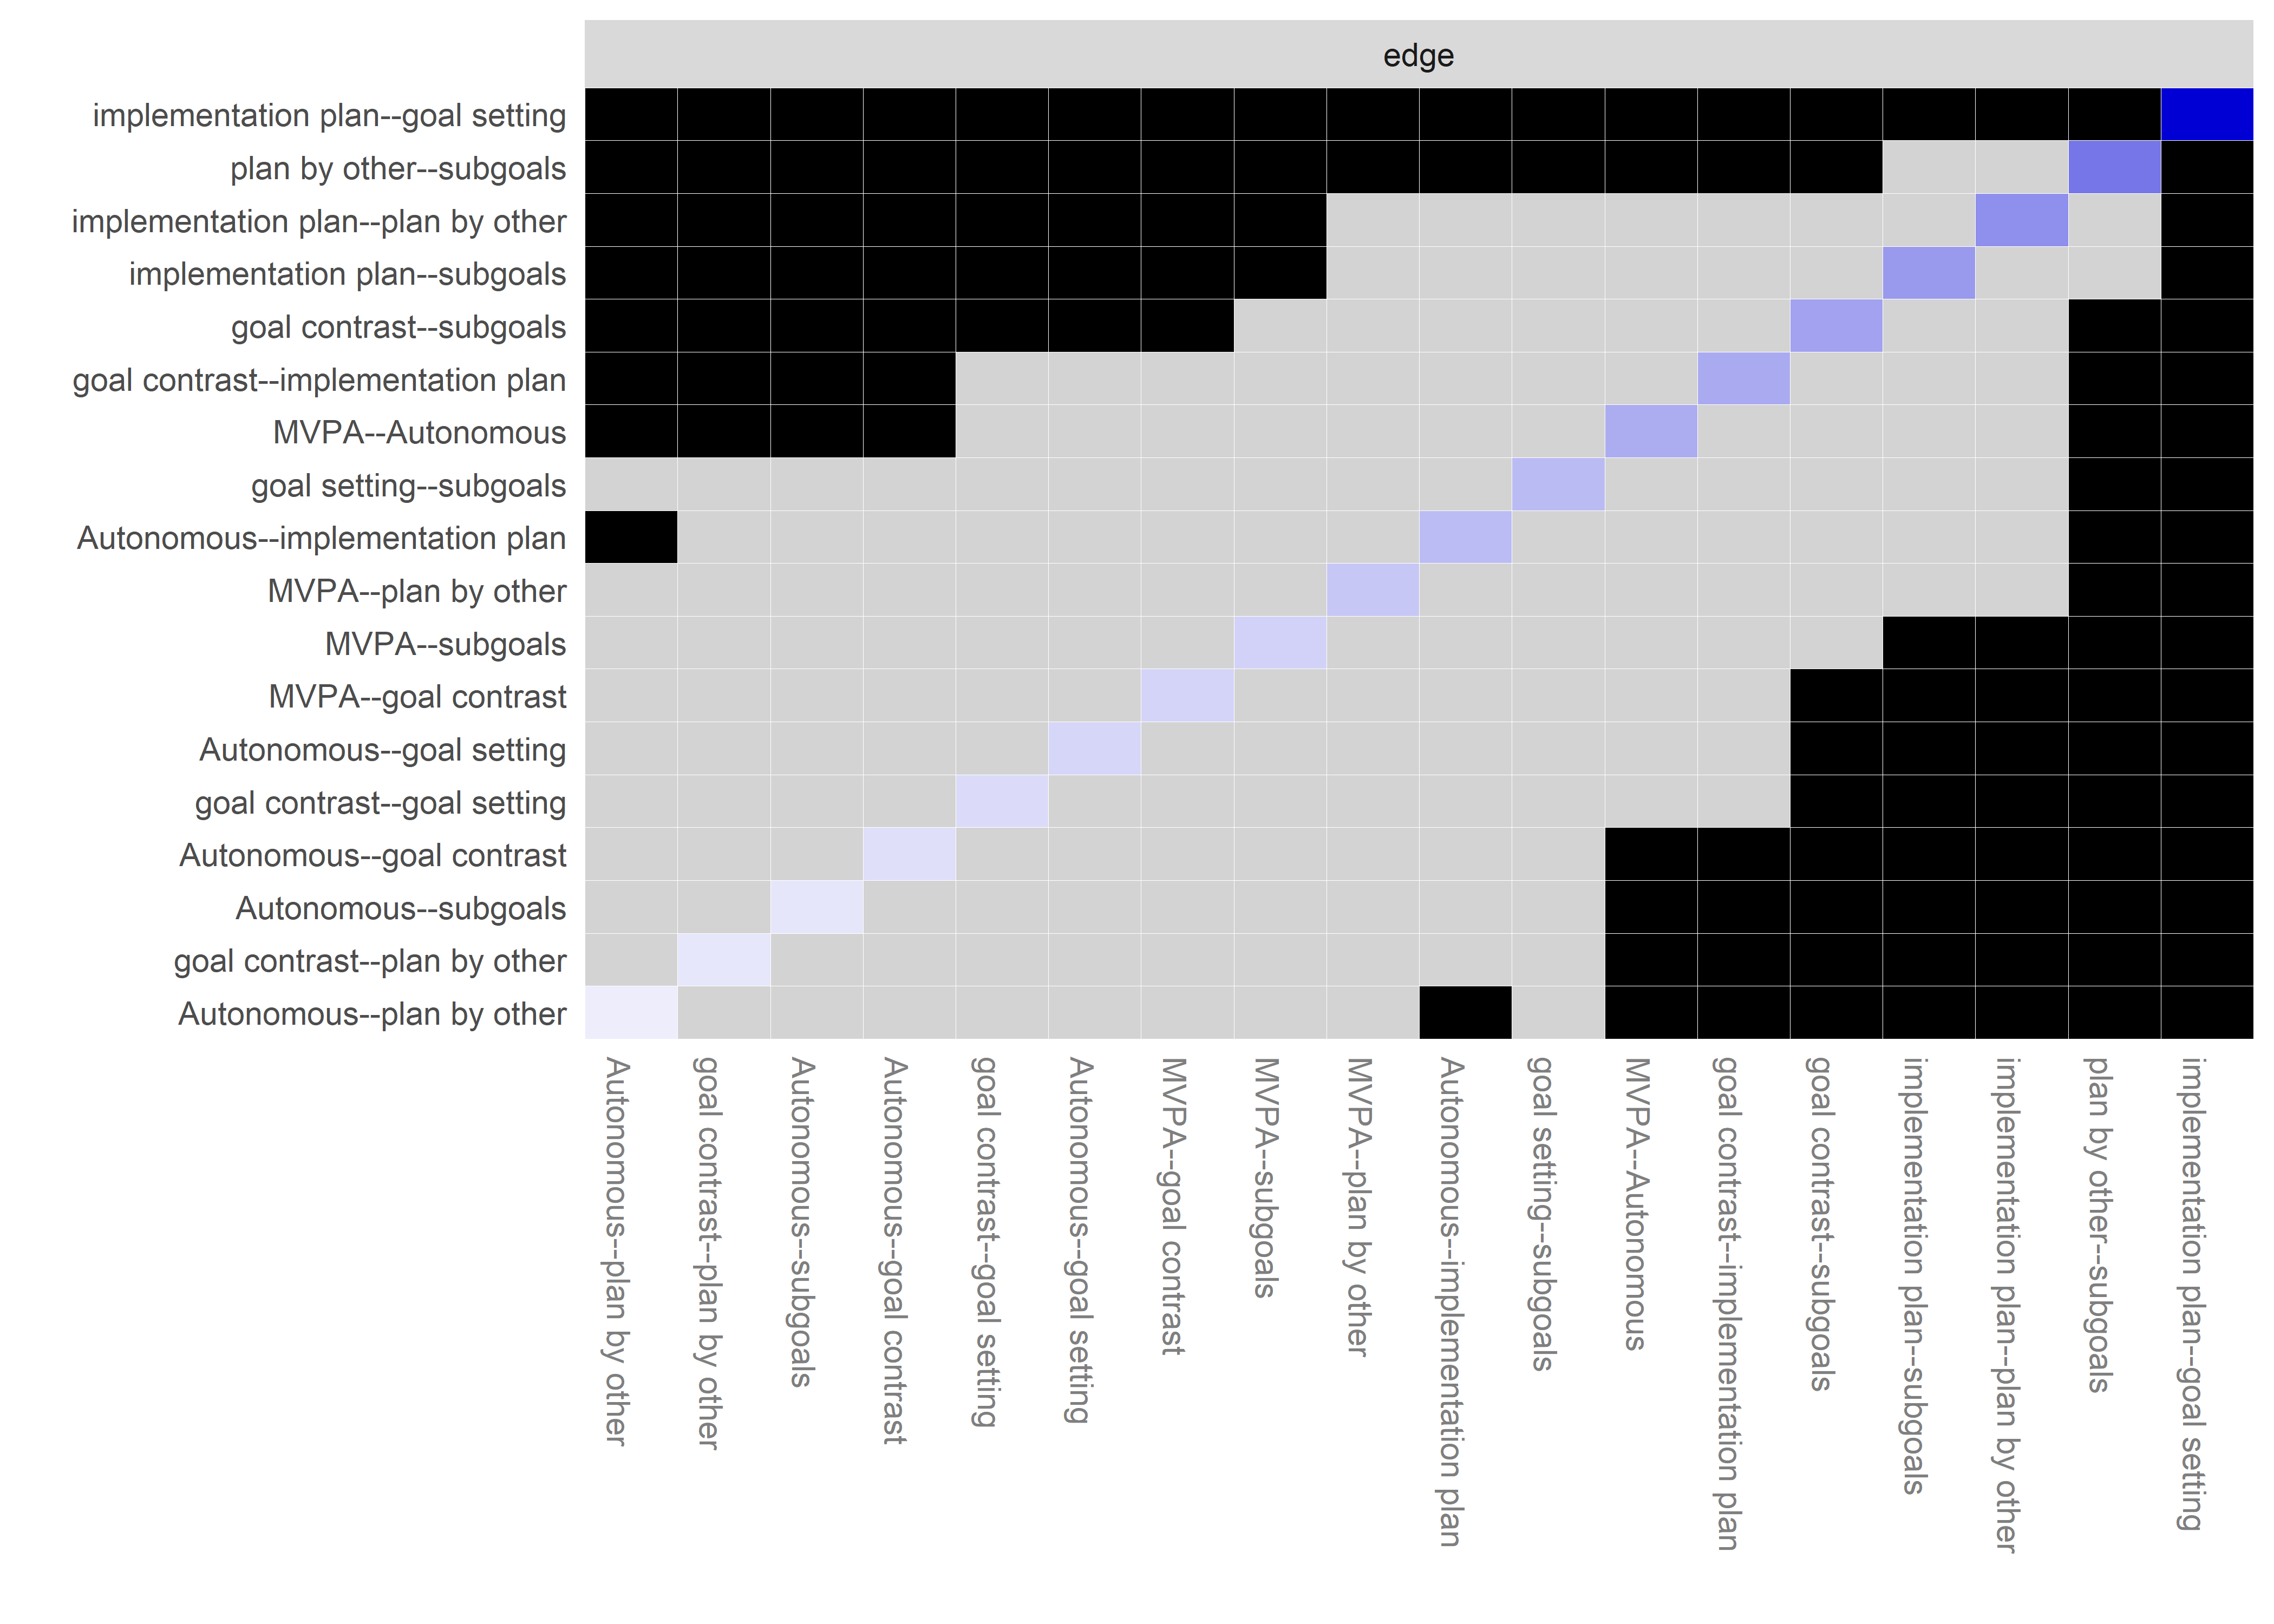 edge
implementation plan--goal setting
plan by other--subgoals
implementation plan--plan by other
implementation plan--subgoals
goal contrast--subgoals
goal contrast--implementation plan
MVPA--Autonomous
goal setting--subgoals
Autonomous--implementation plan
MVPA--plan by other
MVPA--subgoals
MVPA--goal contrast
Autonomous--goal setting
goal contrast--goal setting
Autonomous--goal contrast
Autonomous--subgoals
goal contrast--plan by other
Autonomous--plan by other
Autonomous--plan by other
goal contrast--plan by other
Autonomous--subgoals
Autonomous--goal contrast
goal contrast--goal setting
Autonomous--goal setting
MVPA--goal contrast
MVPA--subgoals
MVPA--plan by other
Autonomous--implementation plan
goal setting--subgoals
MVPA--Autonomous
goal contrast--implementation plan
goal contrast--subgoals
implementation plan--subgoals
implementation plan--plan by other
plan by other--subgoals
implementation plan--goal setting